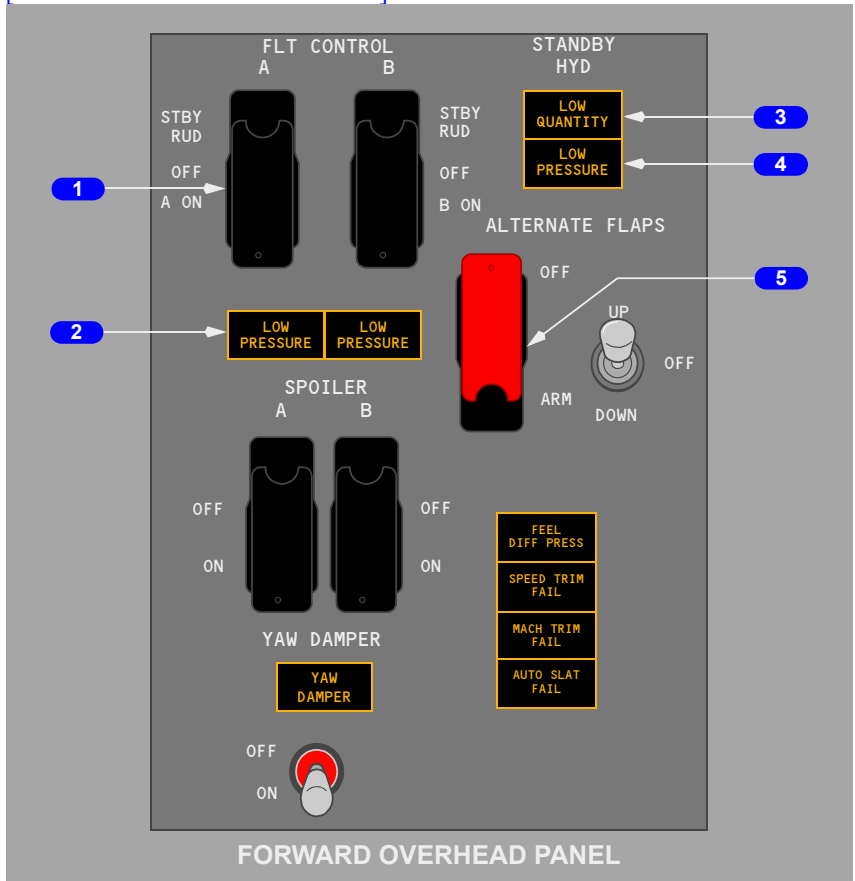 FLT CONTROL
A
B
STANDBY
HYD
STBY
RUD
OFF
A ON
STBY
RUD
OFF
B ON
LOW
QUANTITY
LOW
PRESSURE
3
4
1
ALTERNATE FLAPS
OFF
ARM
UP
OFF
DOWN
5
2
LOW
PRESSURE
LOW
PRESSURE
SPOILER
A
B
OFF
ON
OFF
ON
FEEL
DIFF PRESS
SPEED TRIM
FAIL
MACH TRIM
FAIL
AUTO SLAT
FAIL
YAW DAMPER
YAW
DAMPER
OFF
ON
FORWARD OVERHEAD PANEL